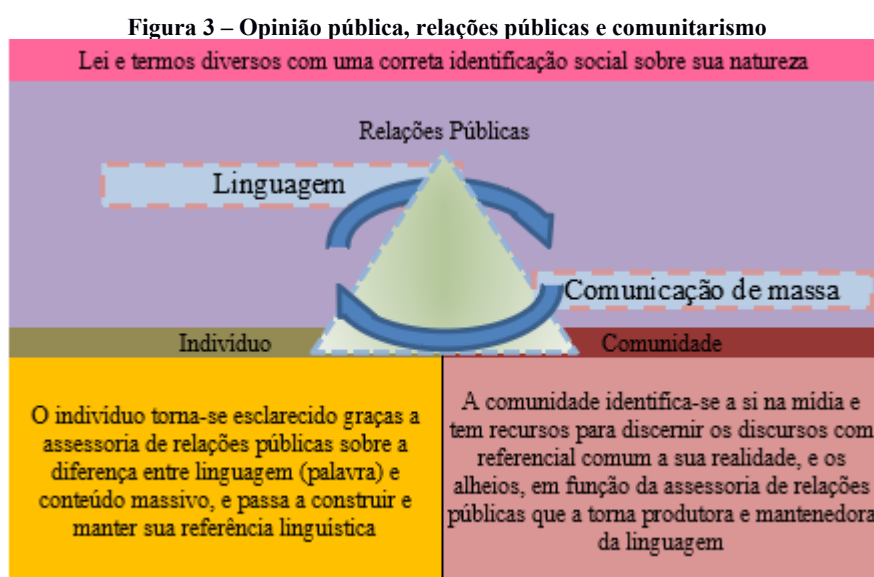 Figura 3 – Opinião pública, relações públicas e comunitarismo
Lei e termos diversos com uma correta identificação social sobre sua natureza
Relações Públicas
Linguagem
Comunicação de massa
Indivíduo
Comunidade
O indivíduo torna-se esclarecido graças a
assessoria de relações públicas sobre a
diferença entre linguagem (palavra) e
conteúdo massivo, e passa a construir e
manter sua referência linguística
A comunidade identifica-se a si na mídia e
tem recursos para discernir os discursos com
referencial comum a sua realidade, e os
alheios, em função da assessoria de relações
públicas que a torna produtora e mantenedora
da linguagem